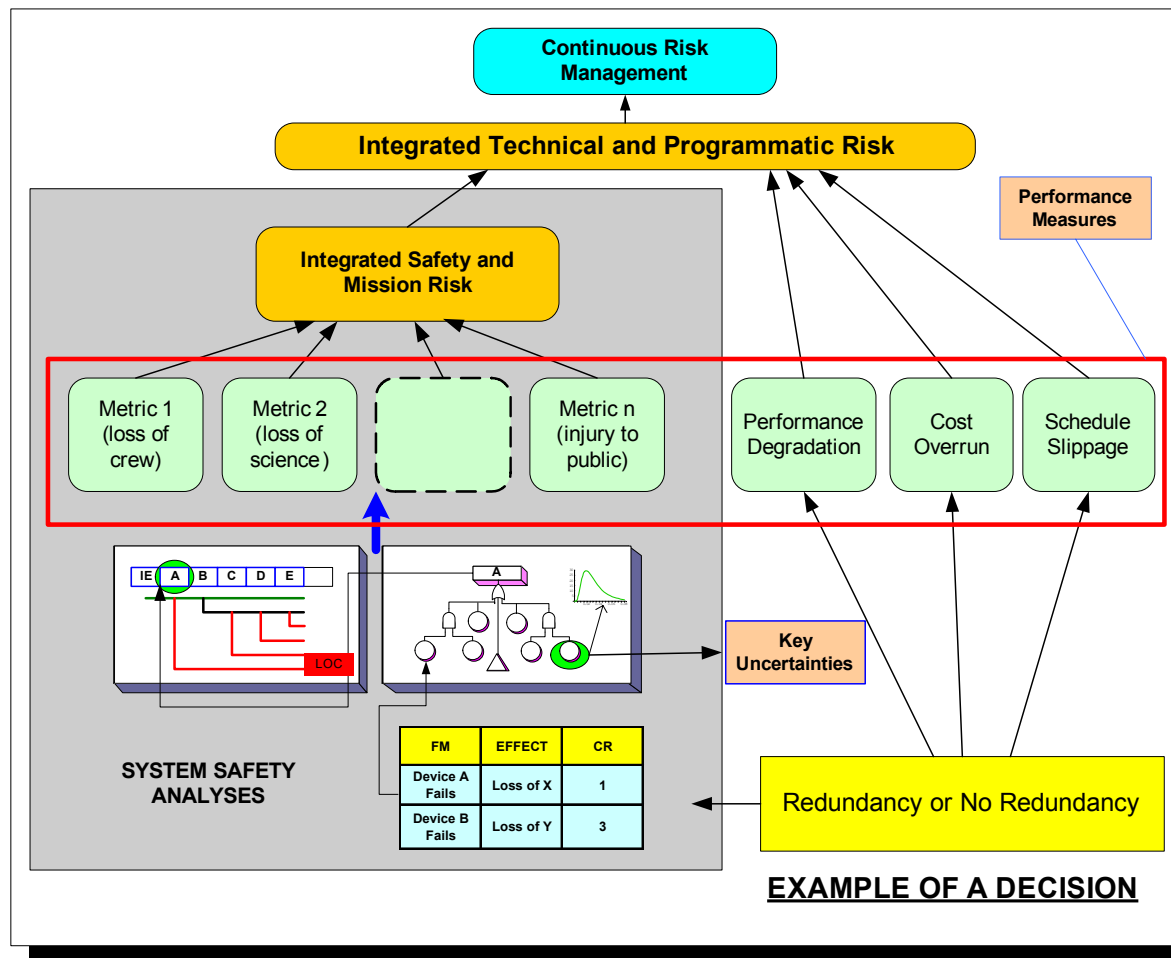 Continuous Risk
Management
Integrated Technical and Programmatic Risk
Performance
Measures
Integrated Safety and
Mission Risk
Metric 1
(loss of
crew)
Metric 2
(loss of
science)
Metric n
(injury to
public)
Performance
Degradation
Cost
Overrun
Schedule
Slippage
IE A B C D E
LOC
A
Key
Uncertainties
SYSTEM SAFETY
ANALYSES
FM EFFECT CR
Device A
Fails
Loss of X
1
Device B
Fails
Loss of Y
3
Redundancy or No Redundancy
EXAMPLE OF A DECISION